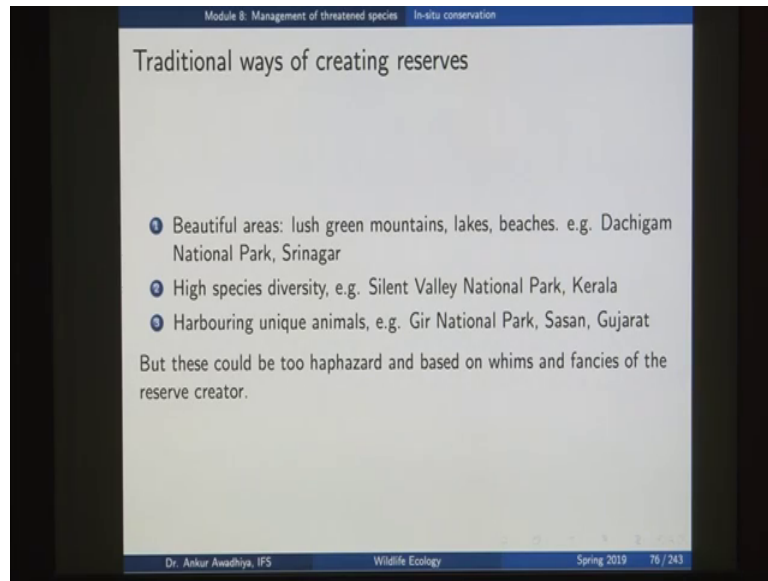 Module 8: Management of threatened species In-situ conservation
Traditional ways of creating reserves
1 Beautiful areas: lush green mountains, lakes, beaches. e.g. Dachigam
National Park, Srinagar
2 High species diversity, e.g. Silent Valley National Park, Kerala
3 Harbouring unique animals, e.g. Gir National Park, Sasan, Gujarat
But these could be too haphazard and based on whims and fancies of the
reserve creator.
Dr. Ankur Awadhiya, IFS Wildlife Ecology Spring 2019 76 / 243